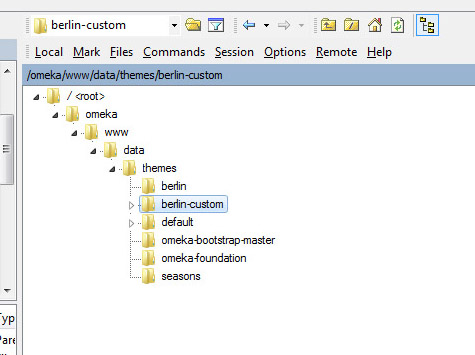 berlin-custom
Local Mark Files Commands Session Options Remote Help
/omeka/www/data/themes/berlin-custom
/ <root>
omeka
www
data
themes
berlin
berlin-custom
default
omeka-bootstrap-master
omeka-foundation
seasons
Typ
Pare